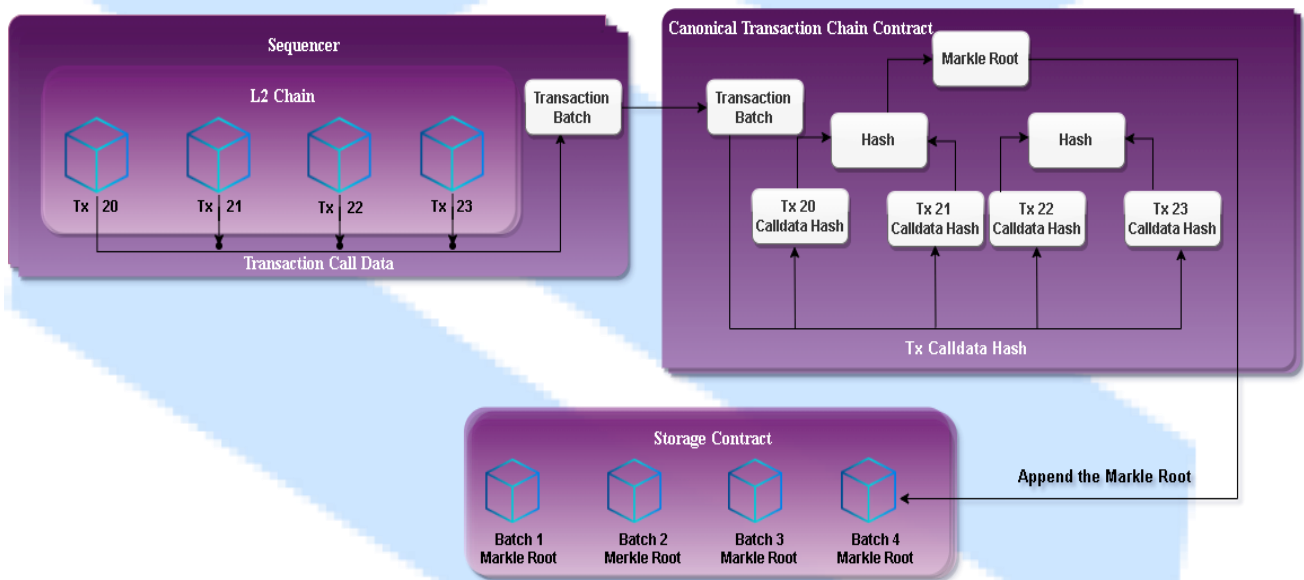 Sequencer
L2 Chain
Tx 20
Tx 21
Tx 22
Tx 23
Transaction Call Data
Transaction
Batch
Canonical Transaction Chain Contract
Markle Root
Transaction
Batch
Hash
Hash
Tx 20
Calldata Hash
Tx 21
Calldata Hash
Tx 22
Calldata Hash
Tx 23
Calldata Hash
Tx Calldata Hash
Storage Contract
Batch 1
Markle Root
Batch 2
Merkle Root
Batch 3
Markle Root
Batch 4
Markle Root
Append the Markle Root